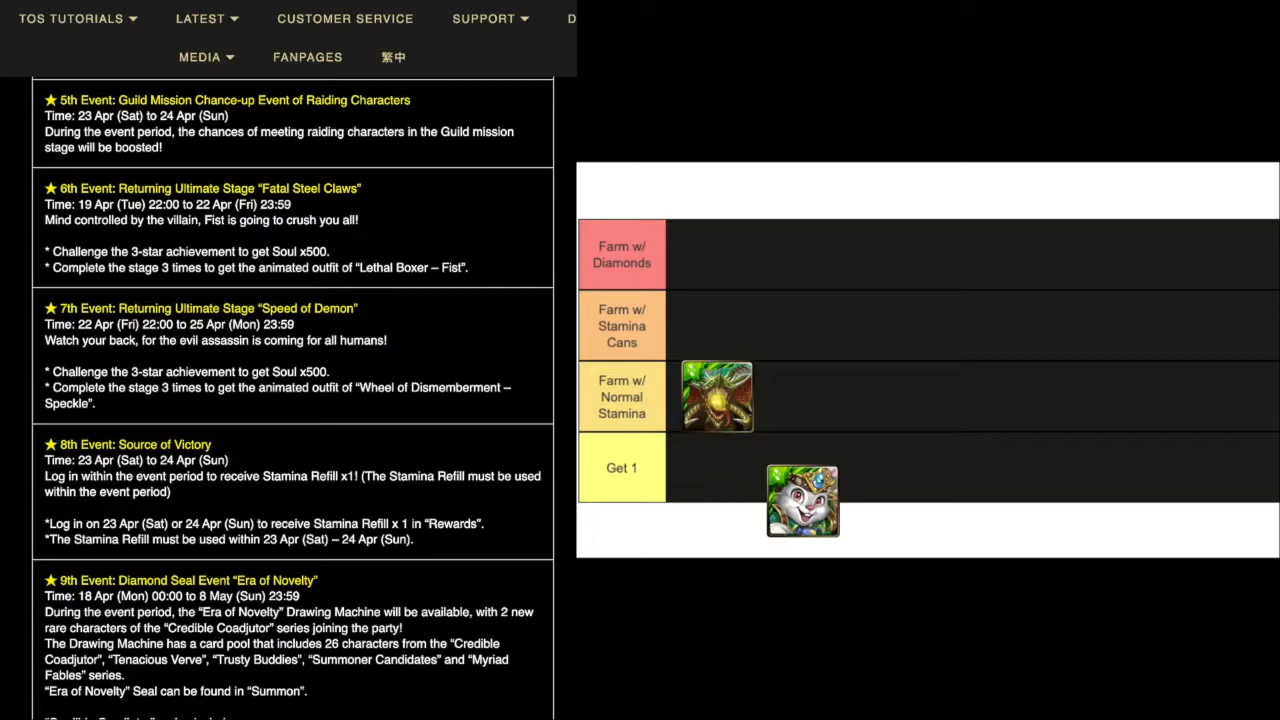 TOS TUTORIALS
LATEST
CUSTOMER SERVICE
SUPPORT
D
MEDIA
FANPAGES
繁中
★ 5th Event: Guild Mission Chance-up Event of Raiding Characters
Time: 23 Apr (Sat) to 24 Apr (Sun)
During the event period, the chances of meeting raiding characters in the Guild mission
stage will be boosted!
★ 6th Event: Returning Ultimate Stage “Fatal Steel Claws”
Time: 19 Apr (Tue) 22:00 to 22 Apr (Fri) 23:59
Mind controlled by the villain, Fist is going to crush you all!
* Challenge the 3-star achievement to get Soul x500.
* Complete the stage 3 times to get the animated outfit of “Lethal Boxer – Fist”.
★ 7th Event: Returning Ultimate Stage “Speed of Demon”
Time: 22 Apr (Fri) 22:00 to 25 Apr (Mon) 23:59
Watch your back, for the evil assassin is coming for all humans!
* Challenge the 3-star achievement to get Soul x500.
* Complete the stage 3 times to get the animated outfit of “Wheel of Dismemberment –
Speckle”.
★ 8th Event: Source of Victory
Time: 23 Apr (Sat) to 24 Apr (Sun)
Log in within the event period to receive Stamina Refill x1! (The Stamina Refill must be used
within the event period)
*Log in on 23 Apr (Sat) or 24 Apr (Sun) to receive Stamina Refill x 1 in “Rewards”.
*The Stamina Refill must be used within 23 Apr (Sat) – 24 Apr (Sun).
★ 9th Event: Diamond Seal Event “Era of Novelty”
Time: 18 Apr (Mon) 00:00 to 8 May (Sun) 23:59
During the event period, the “Era of Novelty” Drawing Machine will be available, with 2 new
rare characters of the “Credible Coadjutor” series joining the party!
The Drawing Machine has a card pool that includes 26 characters from the “Credible
Coadjutor”, “Tenacious Verve”, “Trusty Buddies”, “Summoner Candidates” and “Myriad
Fables” series.
“Era of Novelty” Seal can be found in “Summon”.
Farm w/
Diamonds
Farm w/
Stamina
Cans
Farm w/
Normal
Stamina
Get 1